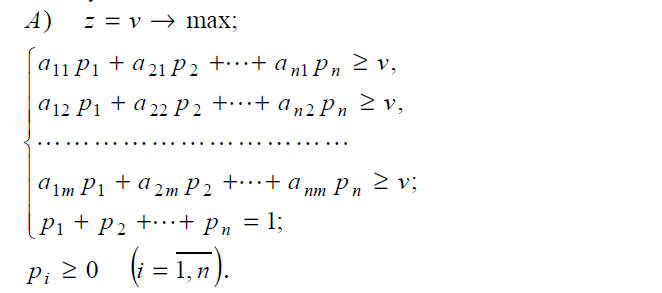 A) z = v → max;
a₁₁ p₁ + a₂₁ p₂ +⋯+ aₙ₁ pₙ ≥ v,
a₁₂ p₁ + a₂₂ p₂ +⋯+ aₙ₂ pₙ ≥ v,
………………………………
a₁ₘ p₁ + a₂ₘ p₂ +⋯+ aₙₘ pₙ ≥ v;
p₁ + p₂ +⋯+ pₙ = 1;
pᵢ ≥ 0 (i = 1̅,̅ ̅n̅).